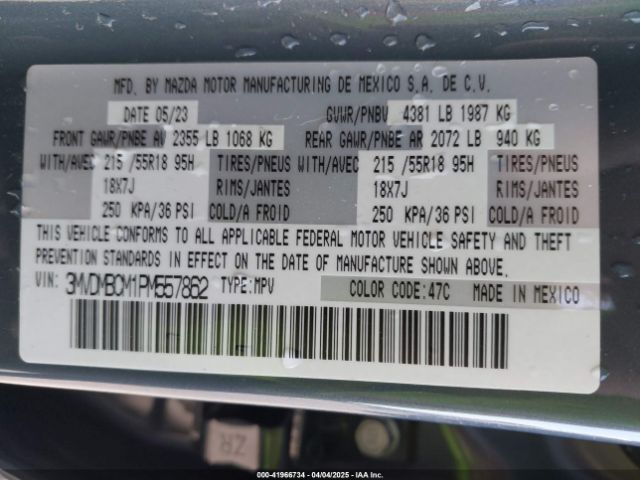 MFD. BY MAZDA MOTOR MANUFACTURING DE MEXICO S.A. DE C.V.
DATE 05/23 GVWR/PNBV 4381 LB 1987 KG
FRONT GAWR/PNBE AV 2355 LB 1068 KG REAR GAWR/PNBE AR 2072 LB 940 KG
WITH/AVEC 215 /55R18 95H TIRES/PNEUS WITH/AVEC 215 /55R18 95H TIRES/PNEUS
18X7J RIMS/JANTES 18X7J RIMS/JANTES
250 KPA/36 PSI COLD/A FROID 250 KPA/36 PSI COLD/A FROID
THIS VEHICLE CONFORMS TO ALL APPLICABLE FEDERAL MOTOR VEHICLE SAFETY AND THEFT
PREVENTION STANDARDS IN EFFECT ON THE DATE OF MANUFACTURE SHOWN ABOVE.
VIN: 3MVDMBCM1PM557862 TYPE:MPV COLOR CODE:47C MADE IN MEXICO
ZR
000-41966734 - 04/04/2025 - IAA Inc.